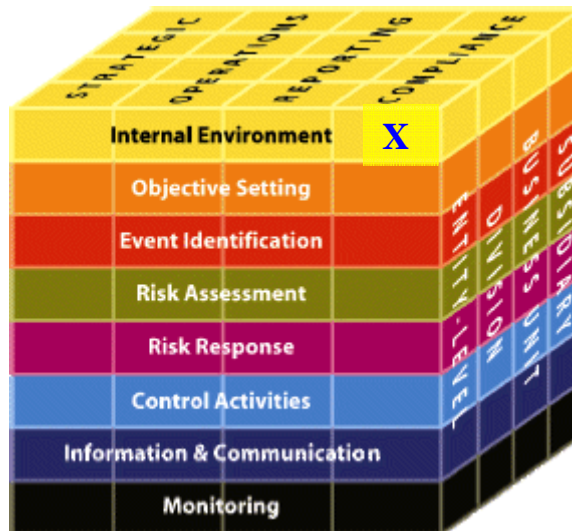 STRATEGIC
OPERATIONS
REPORTING
COMPLIANCE
Internal Environment
X
Objective Setting
Event Identification
Risk Assessment
Risk Response
Control Activities
Information & Communication
Monitoring
ENTITY-LEVEL
DIVISION
BUSINESS UNIT
SUBSIDIARY